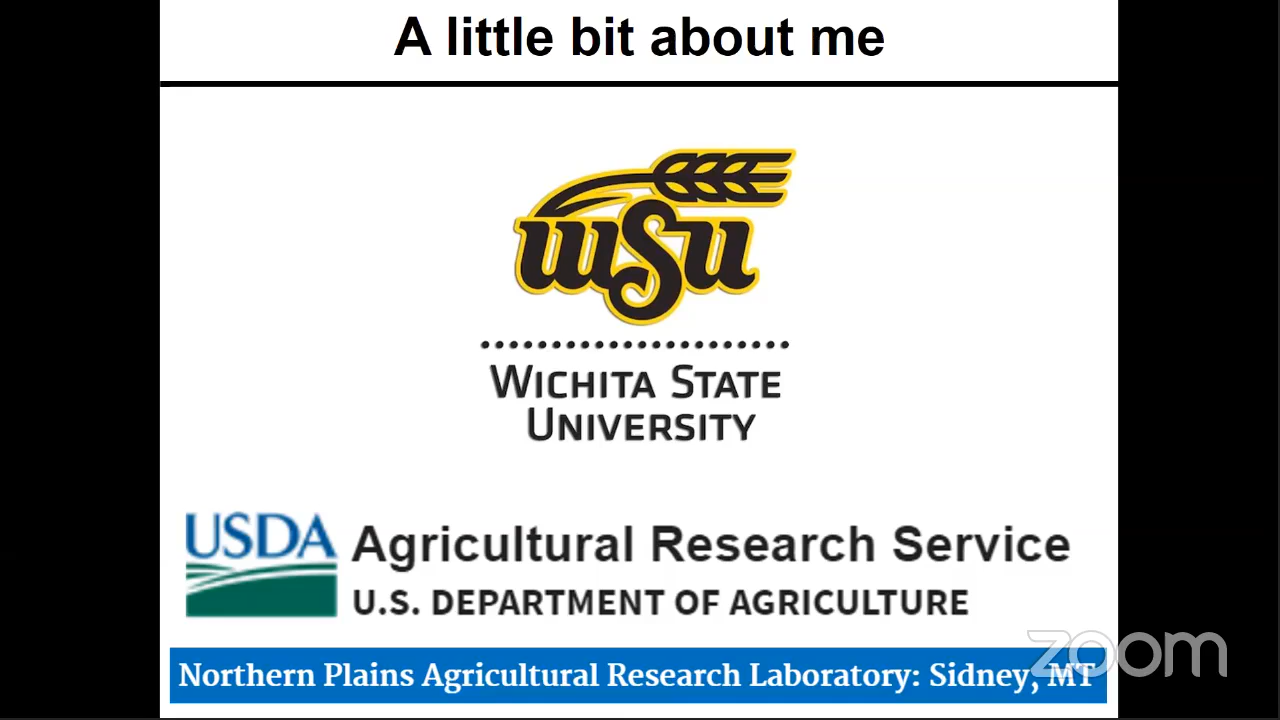 A little bit about me
wsu
WICHITA STATE
UNIVERSITY
USDA Agricultural Research Service
U.S. DEPARTMENT OF AGRICULTURE
Northern Plains Agricultural Research Laboratory: Sidney, MT
zoom